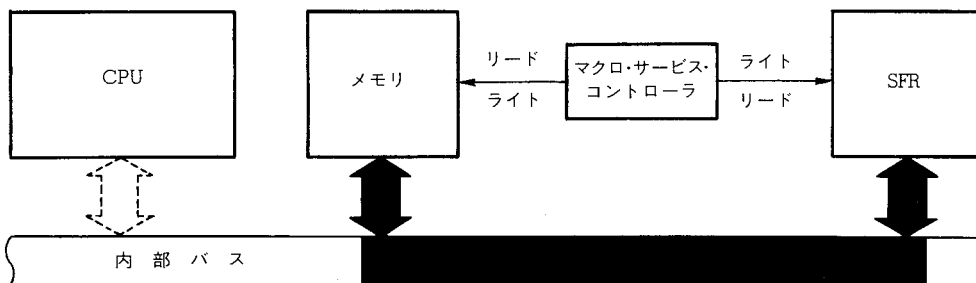 CPU
メモリ
リード
ライト
マクロ・サービス・
コントローラ
ライト
リード
SFR
内部バス